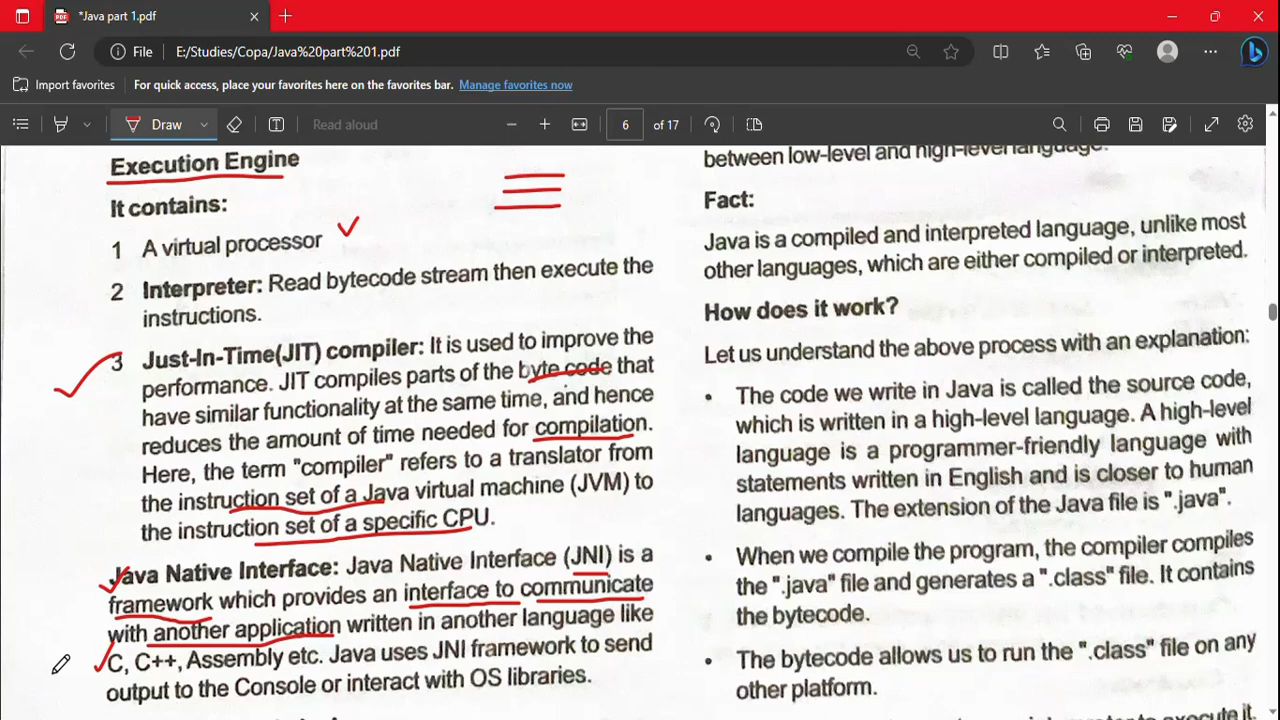 *Java part 1.pdf
File
E:/Studies/Copa/Java%20part%201.pdf
Import favorites
For quick access, place your favorites here on the favorites bar. Manage favorites now
Draw
Read aloud
6 of 17
Execution Engine
It contains:
1 A virtual processor
2 Interpreter: Read bytecode stream then execute the
instructions.
3 Just-In-Time(JIT) compiler: It is used to improve the
performance. JIT compiles parts of the byte code that
have similar functionality at the same time, and hence
reduces the amount of time needed for compilation.
Here, the term "compiler" refers to a translator from
the instruction set of a Java virtual machine (JVM) to
the instruction set of a specific CPU.
Java Native Interface: Java Native Interface (JNI) is a
framework which provides an interface to communicate
with another application written in another language like
C, C++, Assembly etc. Java uses JNI framework to send
output to the Console or interact with OS libraries.
between low-level and high-level language.
Fact:
Java is a compiled and interpreted language, unlike most
other languages, which are either compiled or interpreted.
How does it work?
Let us understand the above process with an explanation:
• The code we write in Java is called the source code,
which is written in a high-level language. A high-level
language is a programmer-friendly language with
statements written in English and is closer to human
languages. The extension of the Java file is ".java".
• When we compile the program, the compiler compiles
the ".java" file and generates a ".class" file. It contains
the bytecode.
• The bytecode allows us to run the ".class" file on any
other platform.
execute it.